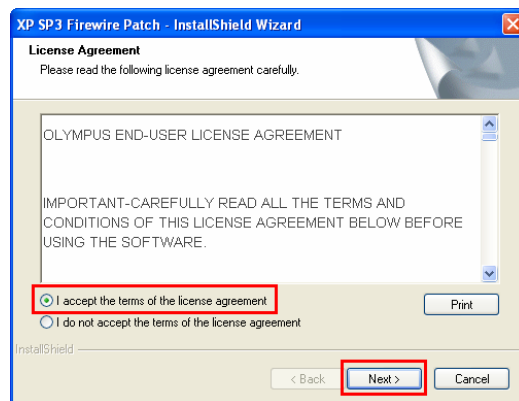 XP SP3 Firewire Patch - InstallShield Wizard
License Agreement
Please read the following license agreement carefully.
OLYMPUS END-USER LICENSE AGREEMENT
IMPORTANT-CAREFULLY READ ALL THE TERMS AND
CONDITIONS OF THIS LICENSE AGREEMENT BELOW BEFORE
USING THE SOFTWARE.
I accept the terms of the license agreement
Print
I do not accept the terms of the license agreement
InstallShield
< Back Next > Cancel